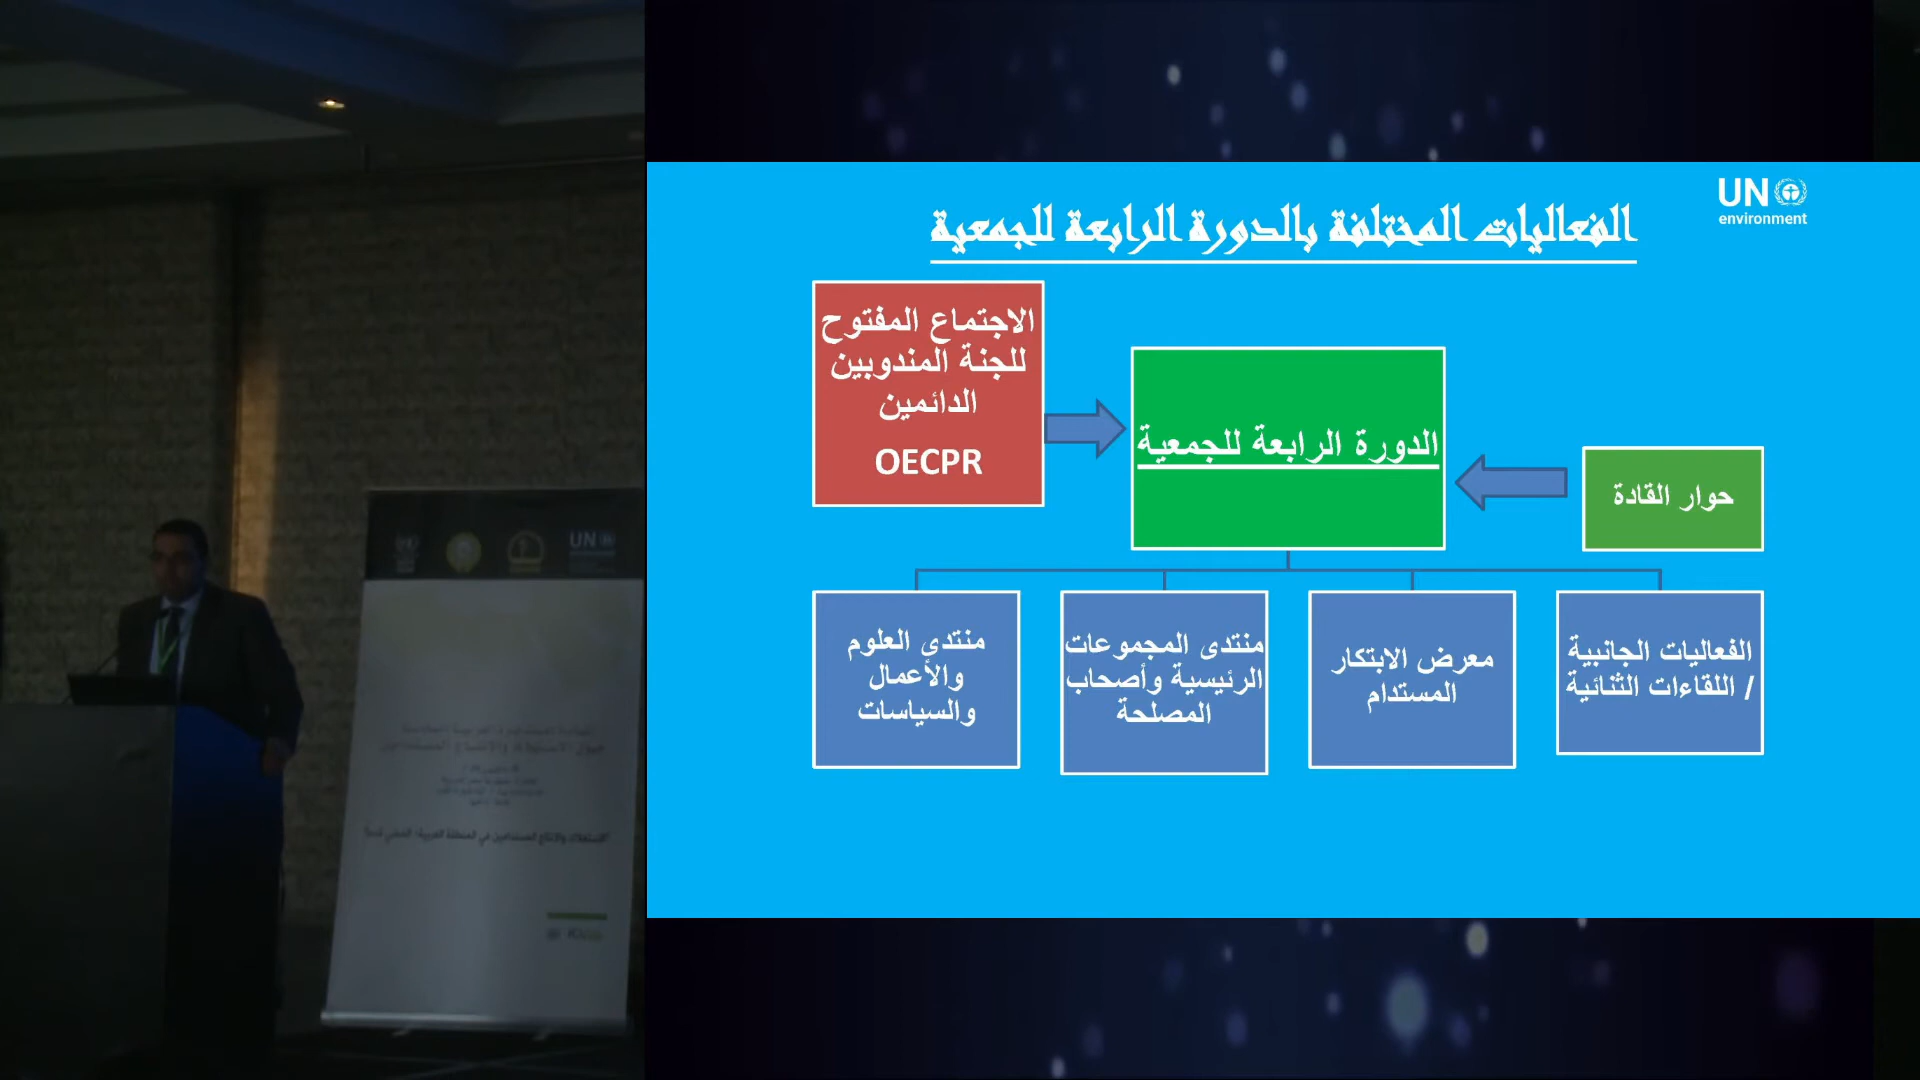 UN
environment
الفعاليات المختلفة بالدورة الرابعة للجمعية
الاجتماع المفتوح
للجنة المندوبين
الدائمين
OECPR
الدورة الرابعة للجمعية
حوار القادة
الفعاليات الجانبية
/ اللقاءات الثنائية
معرض الابتكار
المستدام
منتدى المجموعات
الرئيسية وأصحاب
المصلحة
منتدى العلوم
والأعمال
والسياسات
UN